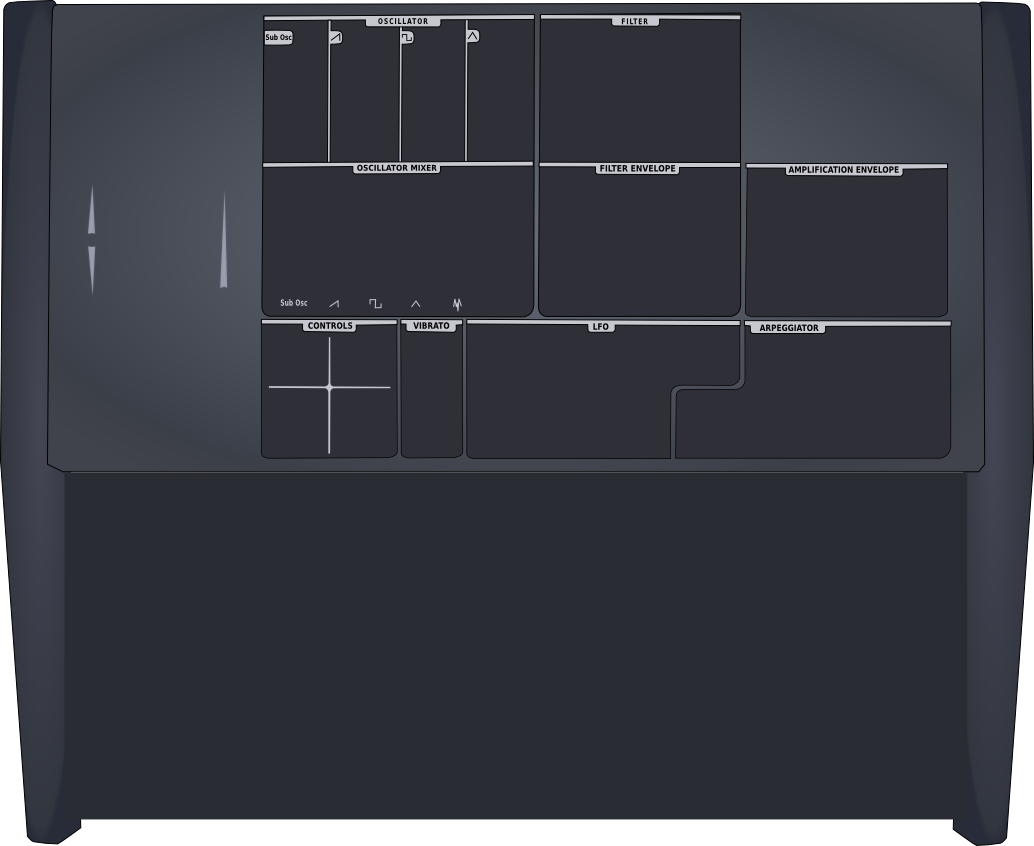 OSCILLATOR
FILTER
Sub Osc
OSCILLATOR MIXER
FILTER ENVELOPE
AMPLIFICATION ENVELOPE
Sub Osc
CONTROLS
VIBRATO
LFO
ARPEGGIATOR